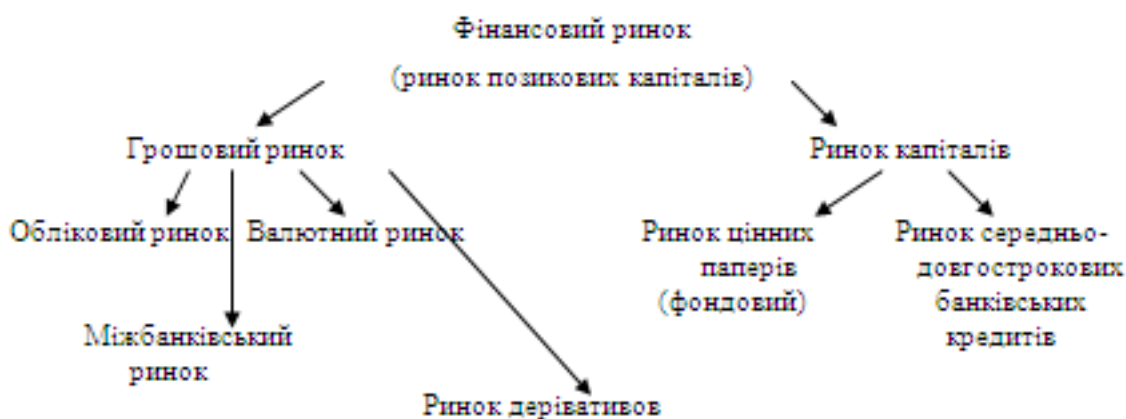 Фінансовий ринок
(ринок позикових капіталів)
Грошовий ринок
Ринок капіталів
Обліковий ринок
Валютний ринок
Ринок цінних
паперів
(фондовий)
Ринок середньо-
довгострокових
банківських
кредитів
Міжбанківський
ринок
Ринок дерівативов